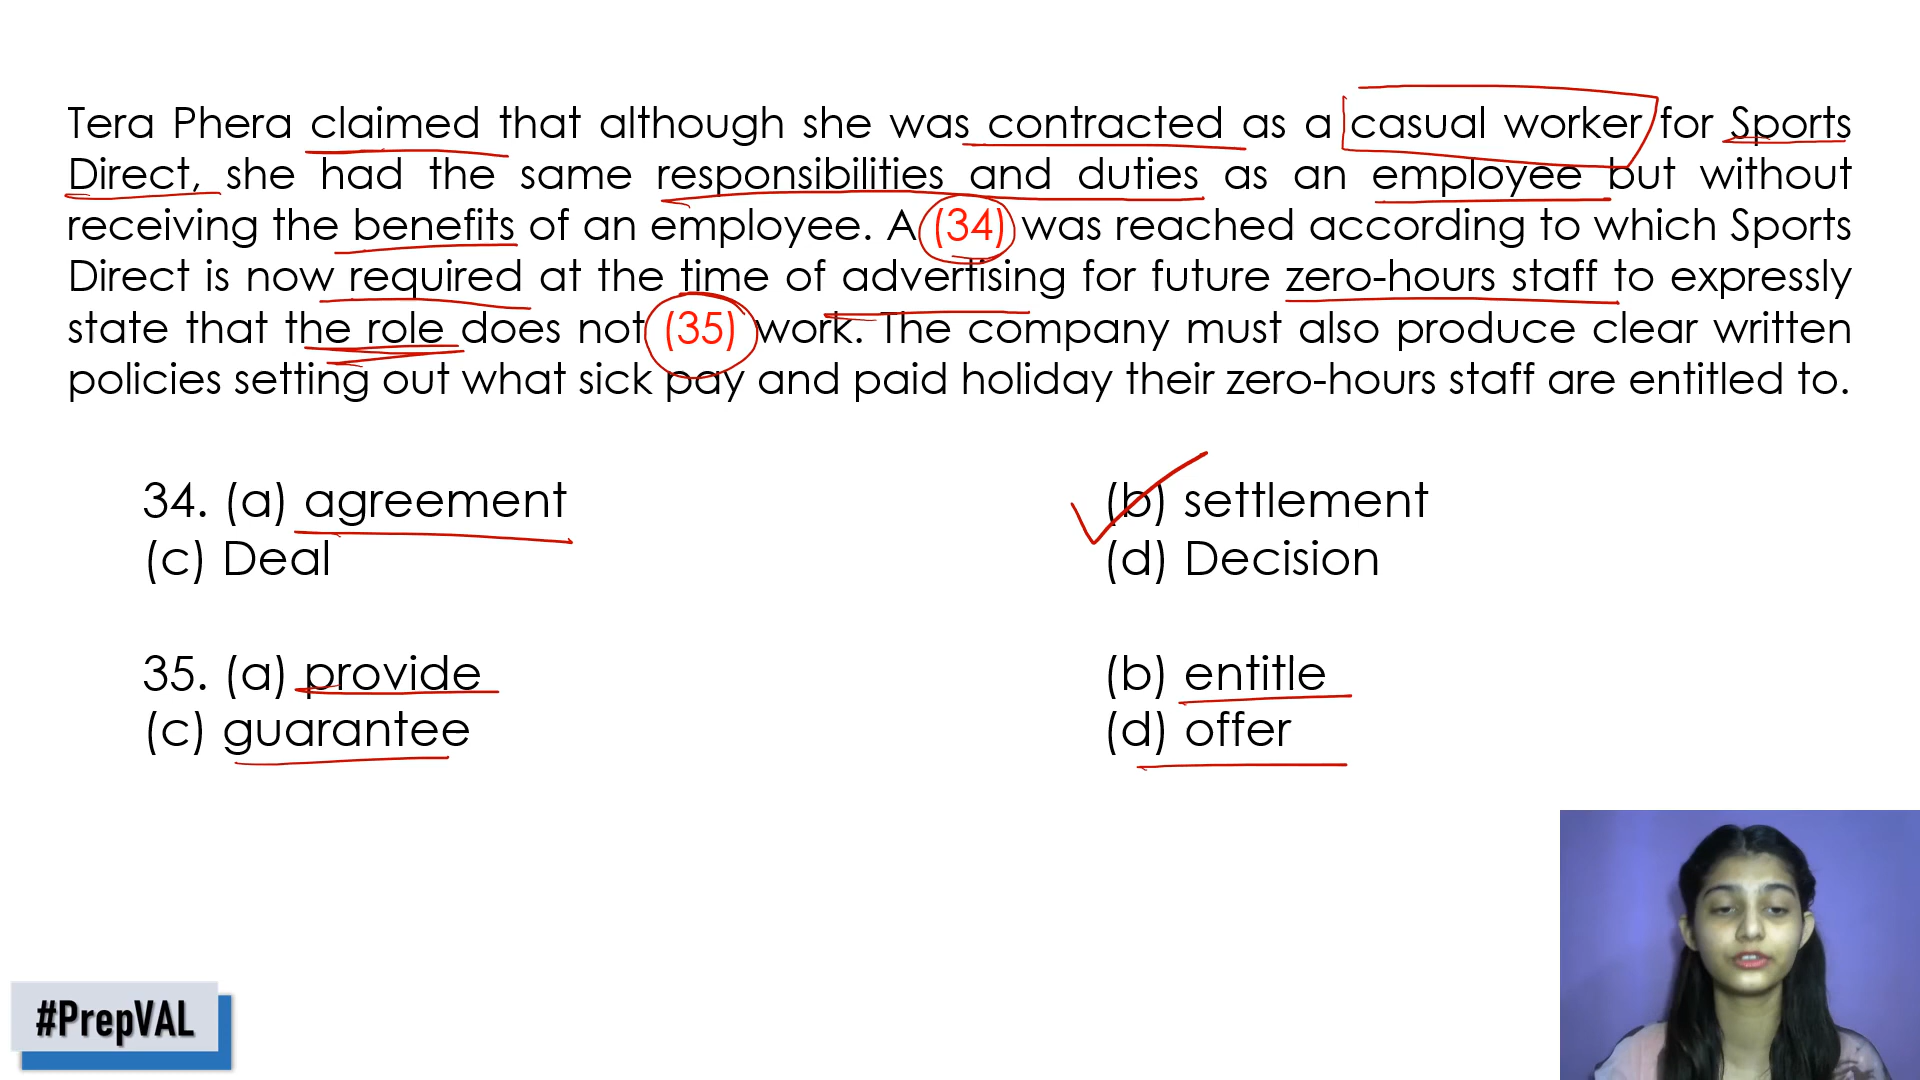 Tera Phera claimed that although she was contracted as a casual worker for Sports
Direct, she had the same responsibilities and duties as an employee but without
receiving the benefits of an employee. A (34) was reached according to which Sports
Direct is now required at the time of advertising for future zero-hours staff to expressly
state that the role does not (35) work. The company must also produce clear written
policies setting out what sick pay and paid holiday their zero-hours staff are entitled to.
34. (a) agreement (b) settlement
(c) Deal (d) Decision
35. (a) provide (b) entitle
(c) guarantee (d) offer
#PrepVAL